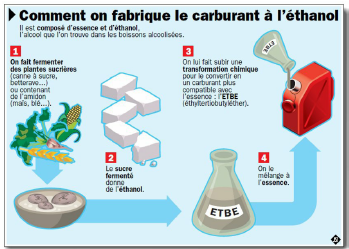 Comment on fabrique le carburant à l'éthanol
Il est composé d'essence et d'éthanol,
l'alcool que l'on trouve dans les boissons alcoolisées.
1
On fait fermenter
des plantes sucrières
(canne à sucre,
betterave...)
ou contenant
de l'amidon
(maïs, blé...).
2
Le sucre
fermenté
donne
de l'éthanol.
3
On lui fait subir une
transformation chimique
pour le convertir en
un carburant plus
compatible avec
l'essence : l'ETBE
(éthyltertiobutyléther).
ETBE
4
On le
mélange à
l'essence.
ETBE